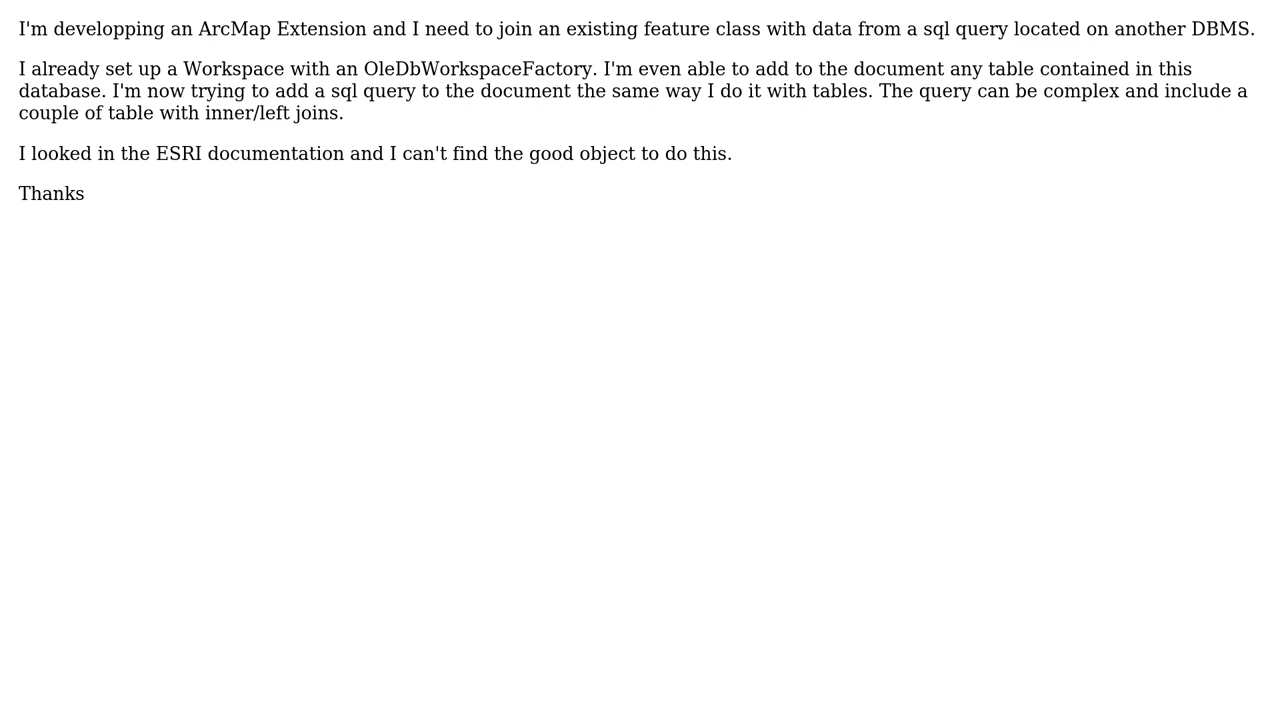 I'm developping an ArcMap Extension and I need to join an existing feature class with data from a sql query located on another DBMS.
I already set up a Workspace with an OleDbWorkspaceFactory. I'm even able to add to the document any table contained in this
database. I'm now trying to add a sql query to the document the same way I do it with tables. The query can be complex and include a
couple of table with inner/left joins.
I looked in the ESRI documentation and I can't find the good object to do this.
Thanks